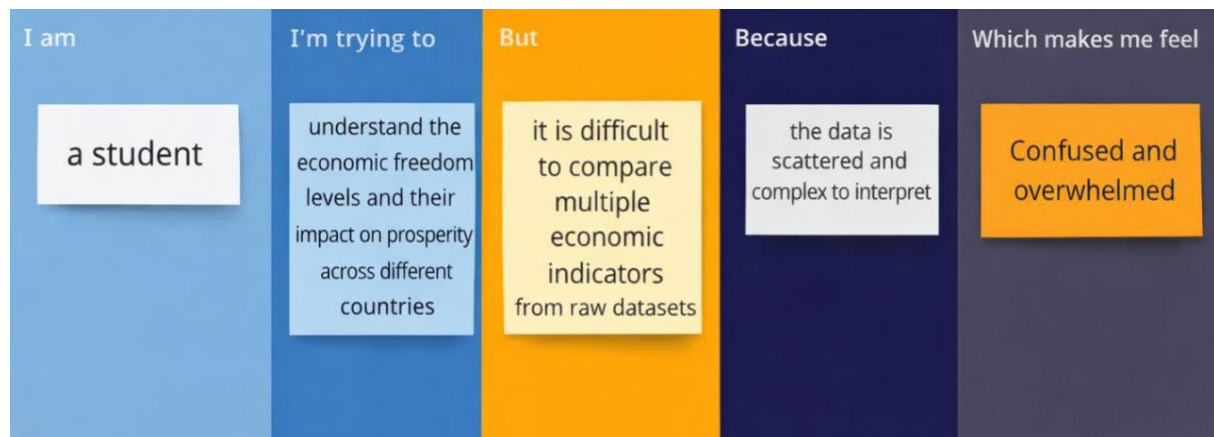 I am
a student
I'm trying to
understand the
economic freedom
levels and their
impact on prosperity
across different
countries
But
it is difficult
to compare
multiple
economic
indicators
from raw datasets
Because
the data is
scattered and
complex to interpret
Which makes me feel
Confused and
overwhelmed